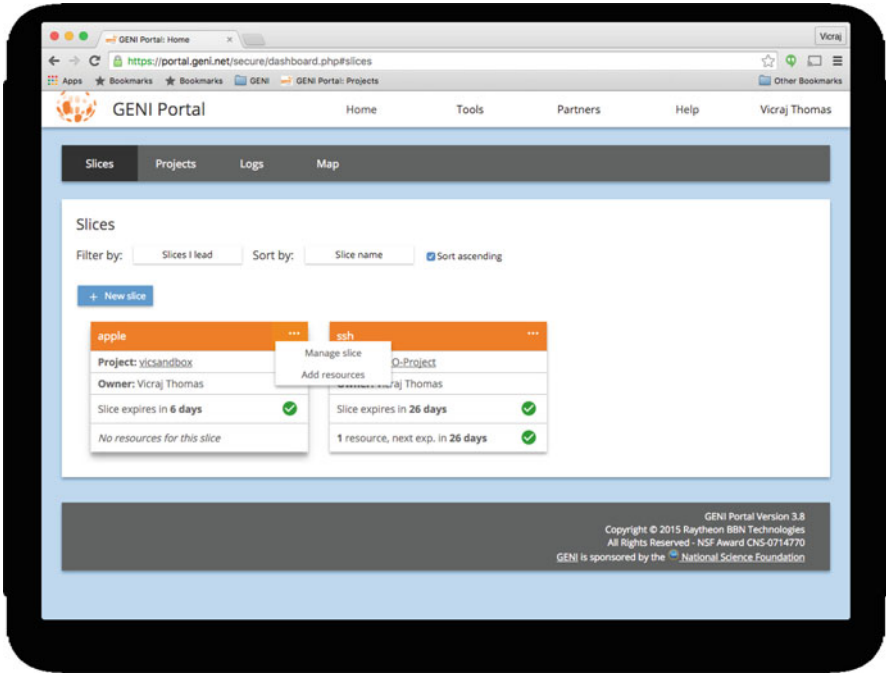 GENI Portal: Home
Vicraj
https://portal.geni.net/secure/dashboard.php#slices
Apps Bookmarks Bookmarks GENI GENI Portal: Projects Other Bookmarks
GENI Portal Home Tools Partners Help Vicraj Thomas
Slices Projects Logs Map
Slices
Filter by: Slices I lead Sort by: Slice name Sort ascending
+ New slice
apple
Project: vicsandbox
Owner: Vicraj Thomas
Slice expires in 6 days
No resources for this slice
Manage slice
Add resources
ssh
O-Project
Thomas
Slice expires in 26 days
1 resource, next exp. in 26 days
GENI Portal Version 3.8
Copyright © 2015 Raytheon BBN Technologies
All Rights Reserved - NSF Award CNS-0714770
GENI is sponsored by the National Science Foundation